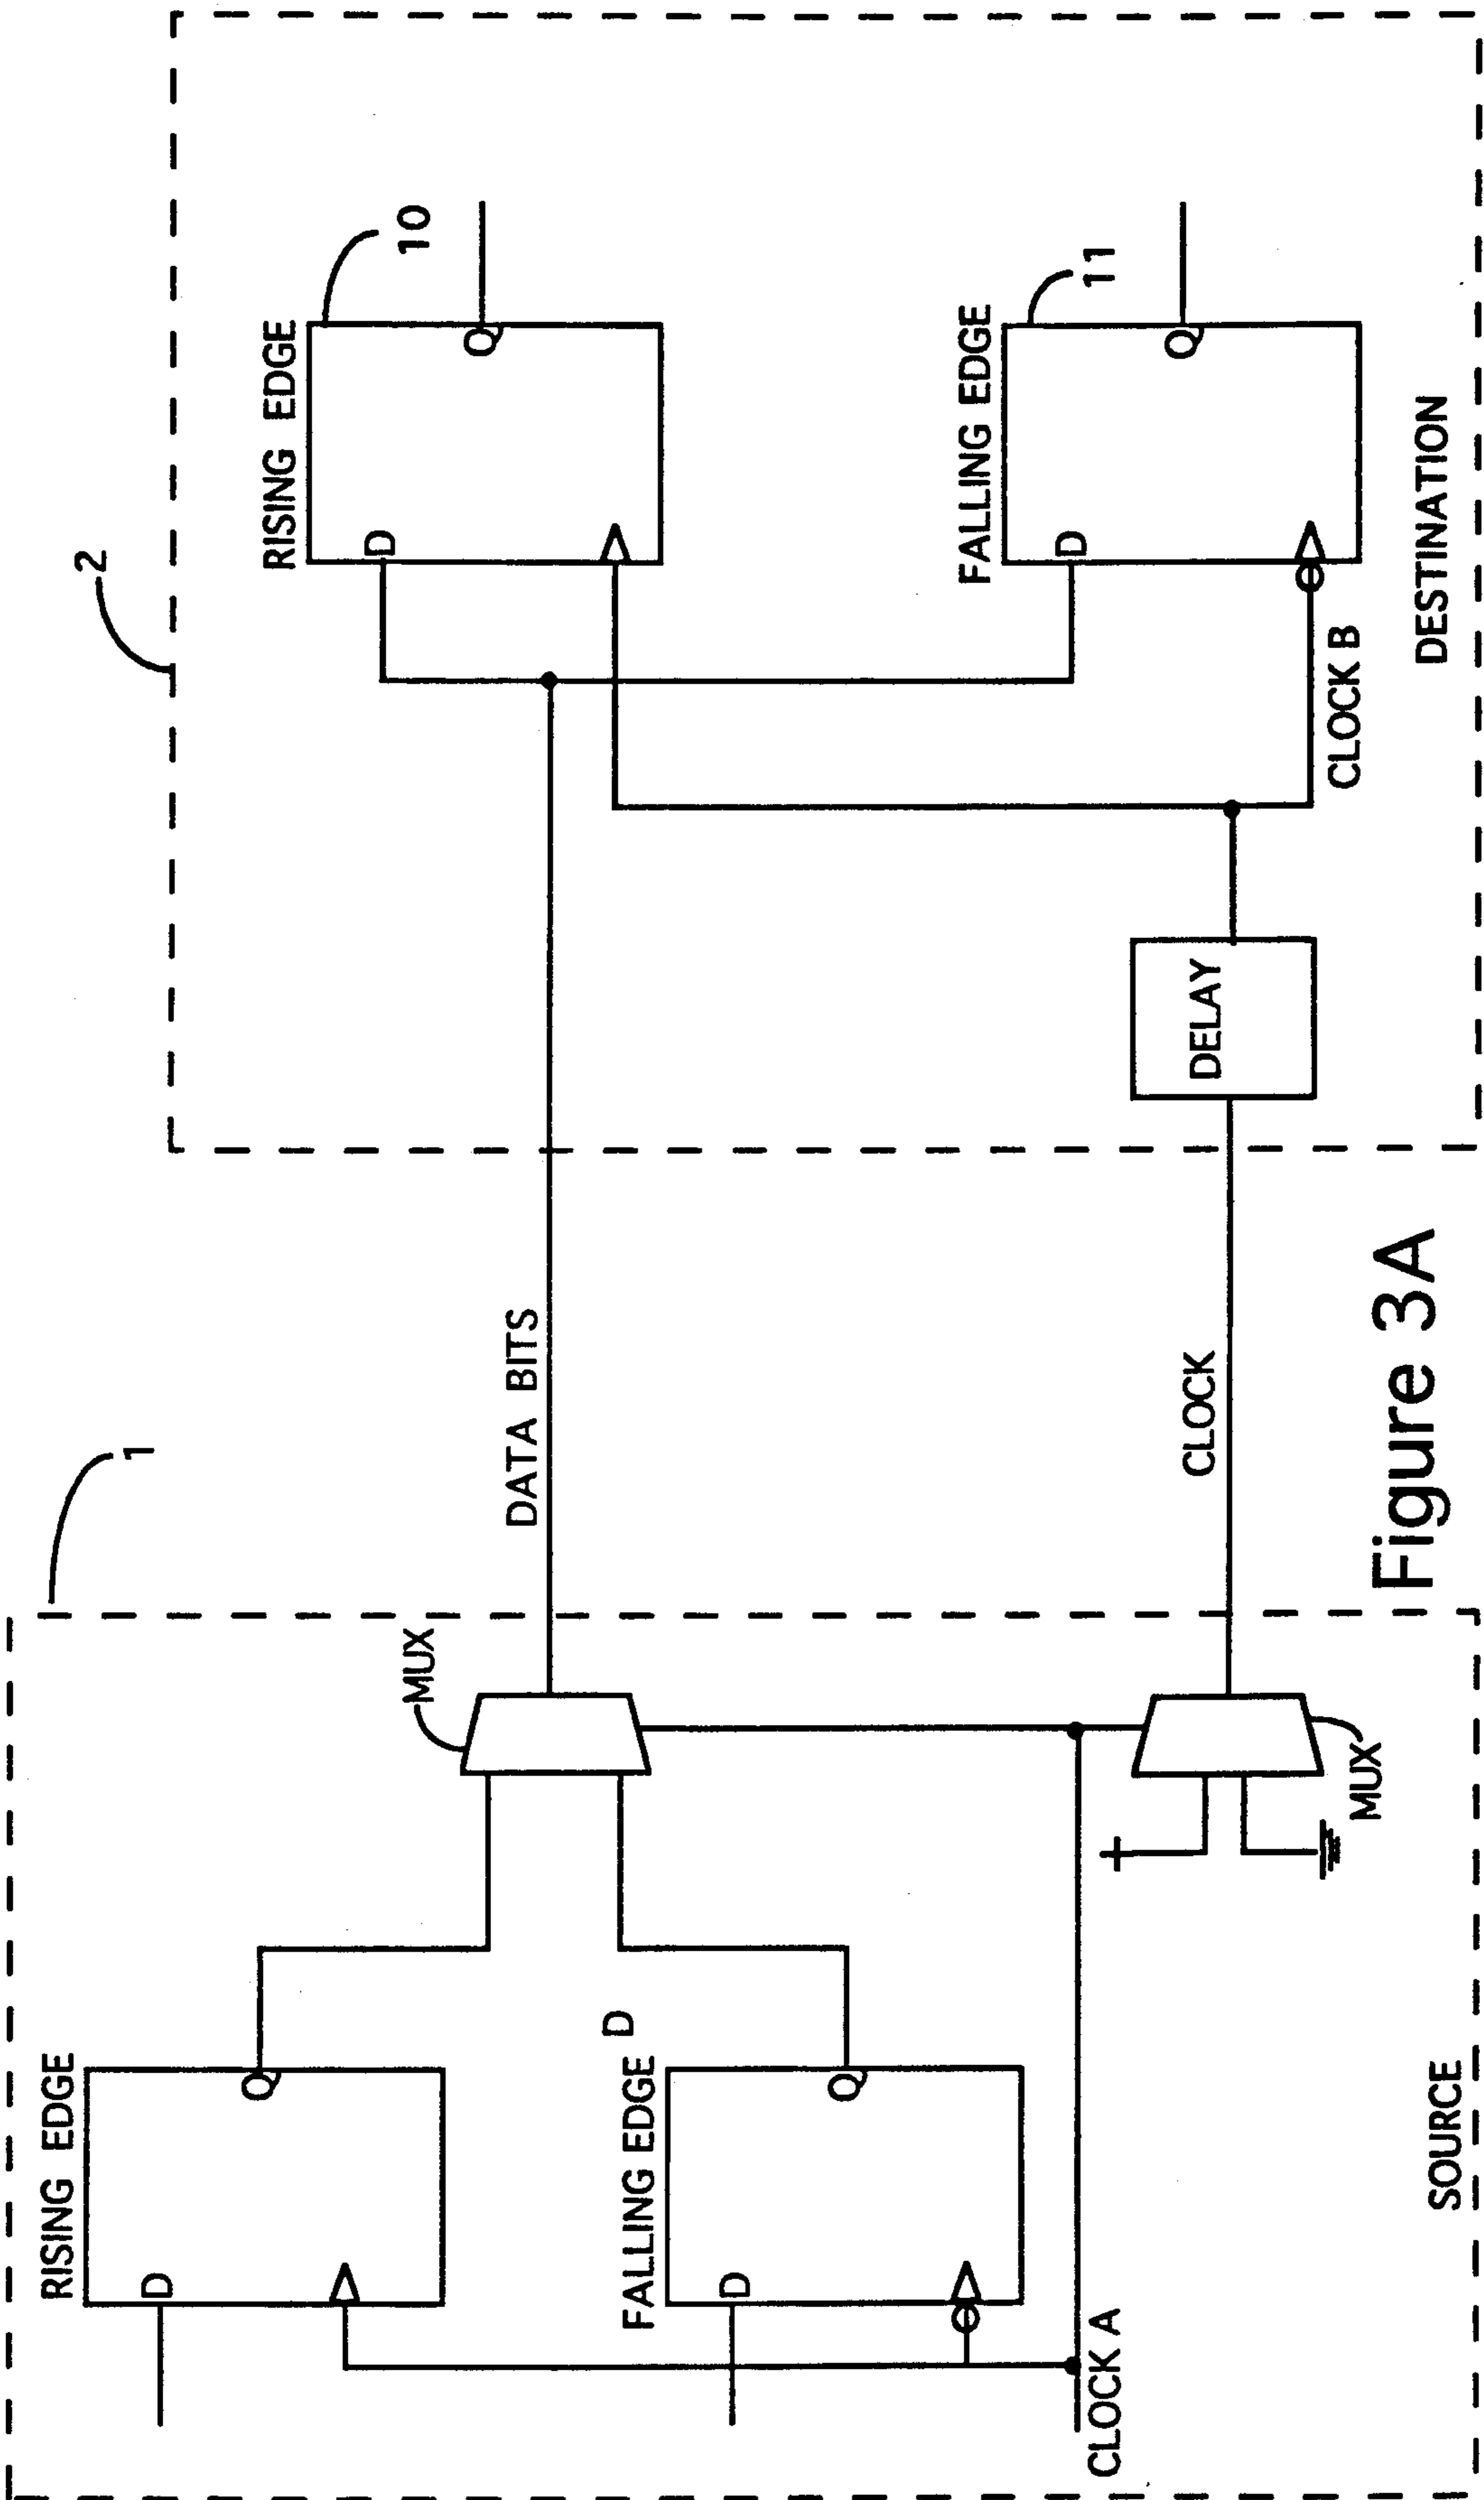 1
2
RISING EDGE
D
Q
MUX
DATA BITS
RISING EDGE
D
Q
10
FALLING EDGE
D
D
Q
FALLING EDGE
D
Q
11
CLOCK A
MUX
CLOCK
DELAY
CLOCK B
SOURCE
DESTINATION
Figure 3A